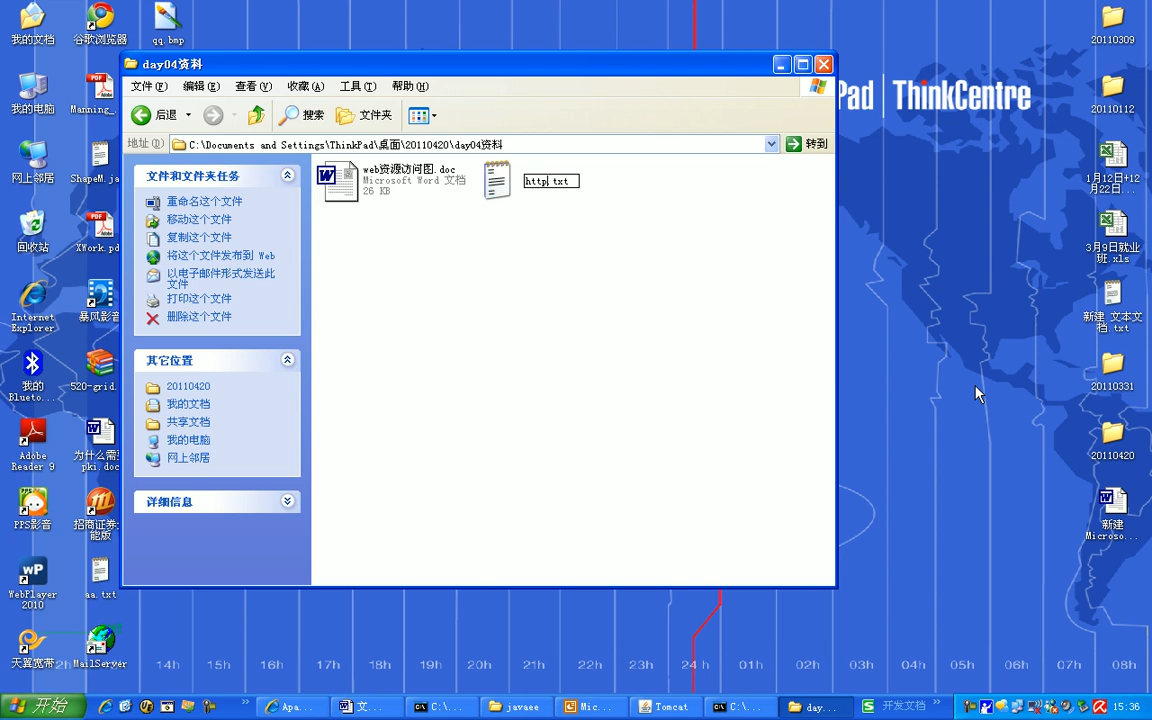 我的文档
谷歌浏览器
qq.bmp
20110309
我的电脑
Manning_
20110112
网上邻居
ShapeM.ja
1月12日+12
月22日...
回收站
XWork.pd
3月9日就业
班.xls
Internet
Explorer
暴风影音
新建 文本文
档.txt
我的
Blueto...
520-grid.
20110331
Adobe
Reader 9
为什么需要
pki.doc
20110420
PPS影音
招商证券
能版
新建
Microso...
WebPlayer
2010
aa.txt
天翼宽带
MailServer
Pad | ThinkCentre
day04资料
文件(F) 编辑(E) 查看(V) 收藏(A) 工具(T) 帮助(H)
后退 搜索 文件夹
地址(D) C:\Documents and Settings\ThinkPad\桌面\20110420\day04资料 转到
文件和文件夹任务
重命名这个文件
移动这个文件
复制这个文件
将这个文件发布到 Web
以电子邮件形式发送此
文件
打印这个文件
删除这个文件
其它位置
20110420
我的文档
共享文档
我的电脑
网上邻居
详细信息
web资源访问图.doc
Microsoft Word 文档
26 KB
http.txt
12h 14h 15h 16h 17h 18h 19h 20h 21h 22h 23h 24h 01h 02h 03h 04h 05h 06h 07h 08h
开始 Apa... 文... C:\... javaee Mic... Tomcat C:\... day... 开发文档 15:36